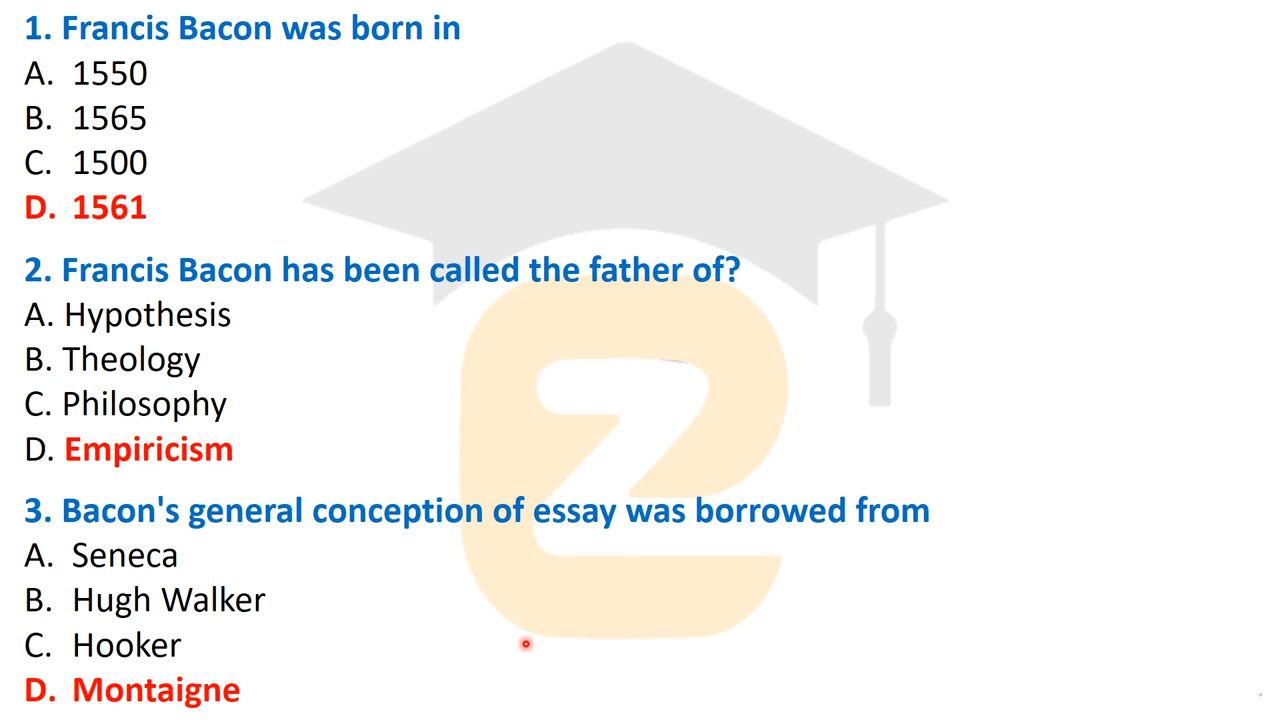 1. Francis Bacon was born in
A. 1550
B. 1565
C. 1500
D. 1561
2. Francis Bacon has been called the father of?
A. Hypothesis
B. Theology
C. Philosophy
D. Empiricism
3. Bacon's general conception of essay was borrowed from
A. Seneca
B. Hugh Walker
C. Hooker
D. Montaigne